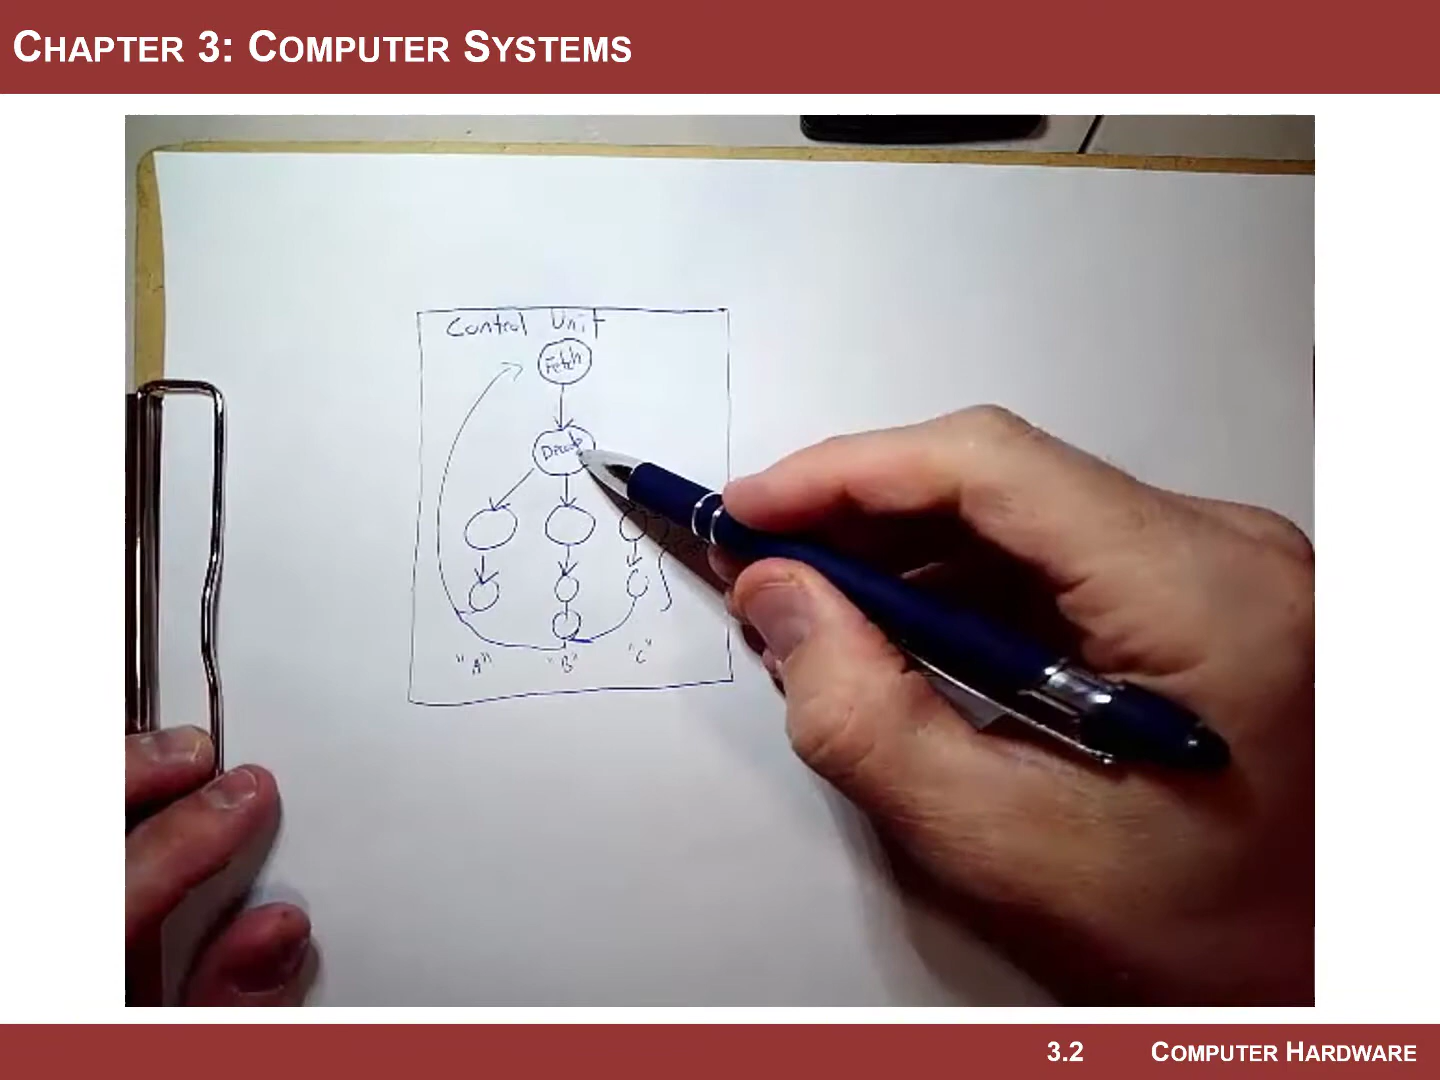 CHAPTER 3: COMPUTER SYSTEMS
Control Unit
Fetch
Decode
"A" "B" "C"
3.2 COMPUTER HARDWARE